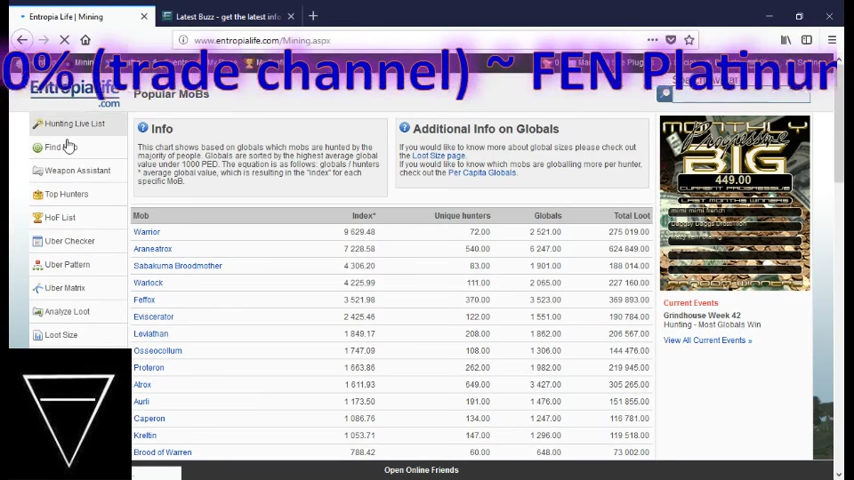 Entropia Life | Mining
Latest Buzz - get the latest info
www.entropialife.com/Mining.aspx
0% (trade channel) ~ FEN Platinur
EntropiaLife
.com
Popular MoBs
Hunting Live List
Find
Weapon Assistant
Top Hunters
HoF List
Uber Checker
Uber Pattern
Uber Matrix
Analyze Loot
Loot Size
Info
This chart shows based on globals which mobs are hunted by the
majority of people. Globals are sorted by the highest average global
value under 1000 PED. The equation is as follows: globals / hunters
* average global value, which is resulting in the "index" for each
specific MoB.
Additional Info on Globals
If you would like to know more about global sizes please check out
the Loot Size page.
If you would like to know which mobs are globalling more per hunter,
check out the Per Capita Globals.
Mob Index* Unique hunters Globals Total Loot
Warrior 9 629.48 72.00 2 521.00 275 019.00
Araneatrox 7 228.58 540.00 6 247.00 624 849.00
Sabakuma Broodmother 4 306.20 83.00 1 901.00 188 014.00
Warlock 4 225.99 111.00 2 065.00 227 160.00
Feffox 3 521.98 370.00 3 523.00 369 893.00
Eviscerator 2 425.46 122.00 1 551.00 190 784.00
Leviathan 1 849.17 208.00 1 862.00 206 567.00
Osseocollum 1 747.09 108.00 1 306.00 144 476.00
Proteron 1 663.86 262.00 1 982.00 219 945.00
Atrox 1 611.93 649.00 3 427.00 305 265.00
Aurli 1 173.50 191.00 1 476.00 151 855.00
Caperon 1 086.76 134.00 1 247.00 116 781.00
Kreltin 1 053.71 147.00 1 296.00 119 518.00
Brood of Warren 788.42 60.00 648.00 73 002.00
MONTHLY
Progressive
BIG
449.00
CURRENT PROGRESSIVE
LAST MONTHS WINNERS
Current Events
Grindhouse Week 42
Hunting - Most Globals Win
View All Current Events »
Open Online Friends